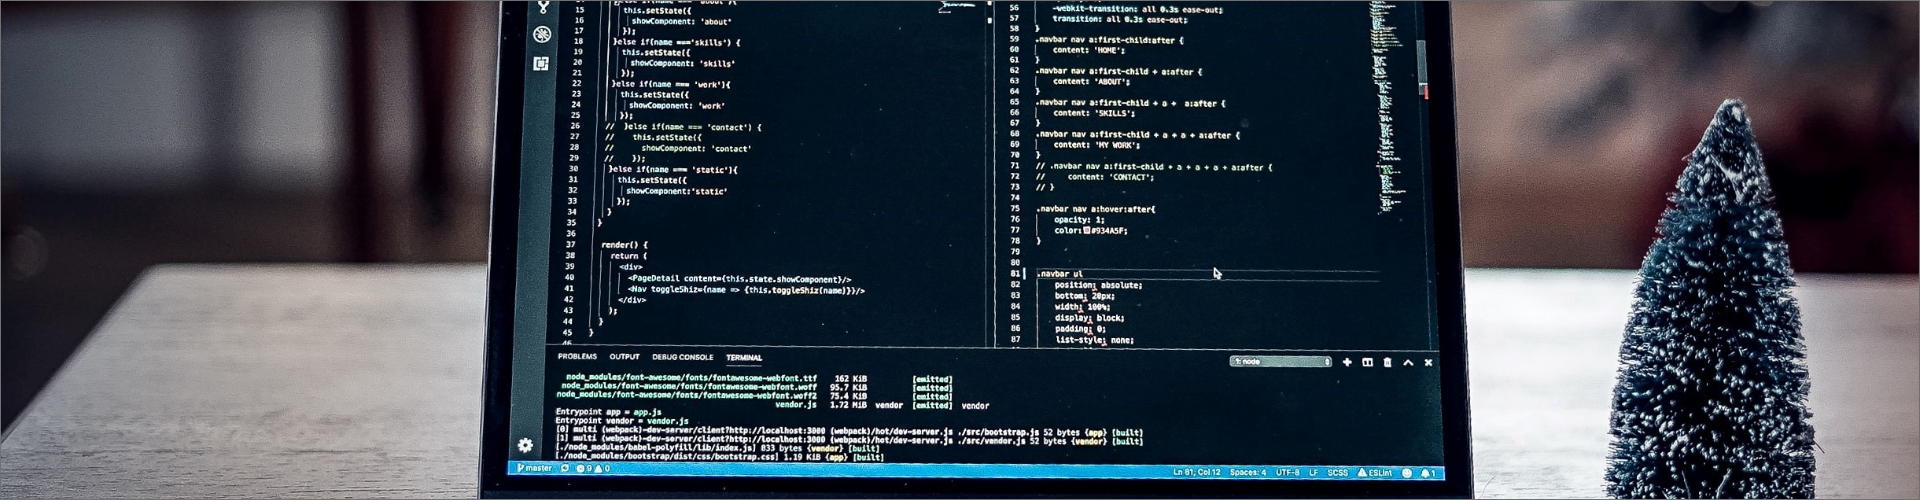 15 this.setState({
16 showComponent: 'about'
17 });
18 }else if(name ==='skills') {
19 this.setState({
20 showComponent: 'skills'
21 });
22 }else if(name === 'work'){
23 this.setState({
24 showComponent: 'work'
25 });
26 // }else if(name === 'contact') {
27 // this.setState({
28 // showComponent: 'contact'
29 // });
30 }else if(name === 'static'){
31 this.setState({
32 showComponent:'static'
33 });
34 }
35 }
36
37 render() {
38 return (
39 <div>
40 <PageDetail content={this.state.showComponent}/>
41 <Nav toggleShiz={name => {this.toggleShiz(name)}}/>
42 </div>
43 );
44 }
45 }
56 -webkit-transition: all 0.3s ease-out;
57 transition: all 0.3s ease-out;
58 }
59 .navbar nav a:first-child:after {
60 content: 'HOME';
61 }
62 .navbar nav a:first-child + a:after {
63 content: 'ABOUT';
64 }
65 .navbar nav a:first-child + a + a:after {
66 content: 'SKILLS';
67 }
68 .navbar nav a:first-child + a + a + a:after {
69 content: 'MY WORK';
70 }
71 // .navbar nav a:first-child + a + a + a + a:after {
72 // content: 'CONTACT';
73 // }
74
75 .navbar nav a:hover:after{
76 opacity: 1;
77 color: #934A5F;
78 }
79
80
81 .navbar ul
82 position: absolute;
83 bottom: 20px;
84 width: 100%;
85 display: block;
86 padding: 0;
87 list-style: none;
PROBLEMS OUTPUT DEBUG CONSOLE TERMINAL 1: node
node_modules/font-awesome/fonts/fontawesome-webfont.ttf 162 KiB [emitted]
node_modules/font-awesome/fonts/fontawesome-webfont.woff 95.7 KiB [emitted]
node_modules/font-awesome/fonts/fontawesome-webfont.woff2 75.4 KiB [emitted]
vendor.js 1.72 MiB vendor [emitted] vendor
Entrypoint app = app.js
Entrypoint vendor = vendor.js
[0] multi (webpack)-dev-server/client?http://localhost:3000 (webpack)/hot/dev-server.js ./src/bootstrap.js 52 bytes {app} [built]
[1] multi (webpack)-dev-server/client?http://localhost:3000 (webpack)/hot/dev-server.js ./src/vendor.js 52 bytes {vendor} [built]
[./node_modules/babel-polyfill/lib/index.js] 833 bytes {vendor} [built]
[./node_modules/bootstrap/dist/css/bootstrap.css] 1.19 KiB {app} [built]
master 9 0 Ln 81, Col 12 Spaces: 4 UTF-8 LF SCSS ESLint 1